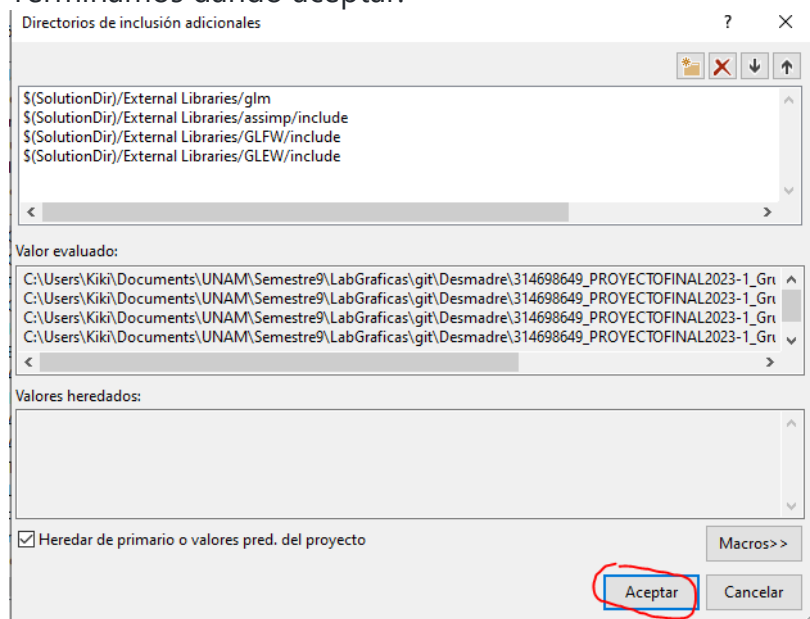 Terminamos dando aceptar.
Directorios de inclusión adicionales
$(SolutionDir)/External Libraries/glm
$(SolutionDir)/External Libraries/assimp/include
$(SolutionDir)/External Libraries/GLFW/include
$(SolutionDir)/External Libraries/GLEW/include
Valor evaluado:
C:\Users\Kiki\Documents\UNAM\Semestre9\LabGraficas\git\Desmadre\314698649_PROYECTOFINAL2023-1_Gru
C:\Users\Kiki\Documents\UNAM\Semestre9\LabGraficas\git\Desmadre\314698649_PROYECTOFINAL2023-1_Gru
C:\Users\Kiki\Documents\UNAM\Semestre9\LabGraficas\git\Desmadre\314698649_PROYECTOFINAL2023-1_Gru
C:\Users\Kiki\Documents\UNAM\Semestre9\LabGraficas\git\Desmadre\314698649_PROYECTOFINAL2023-1_Gru
Valores heredados:
Heredar de primario o valores pred. del proyecto
Macros>>
Aceptar Cancelar